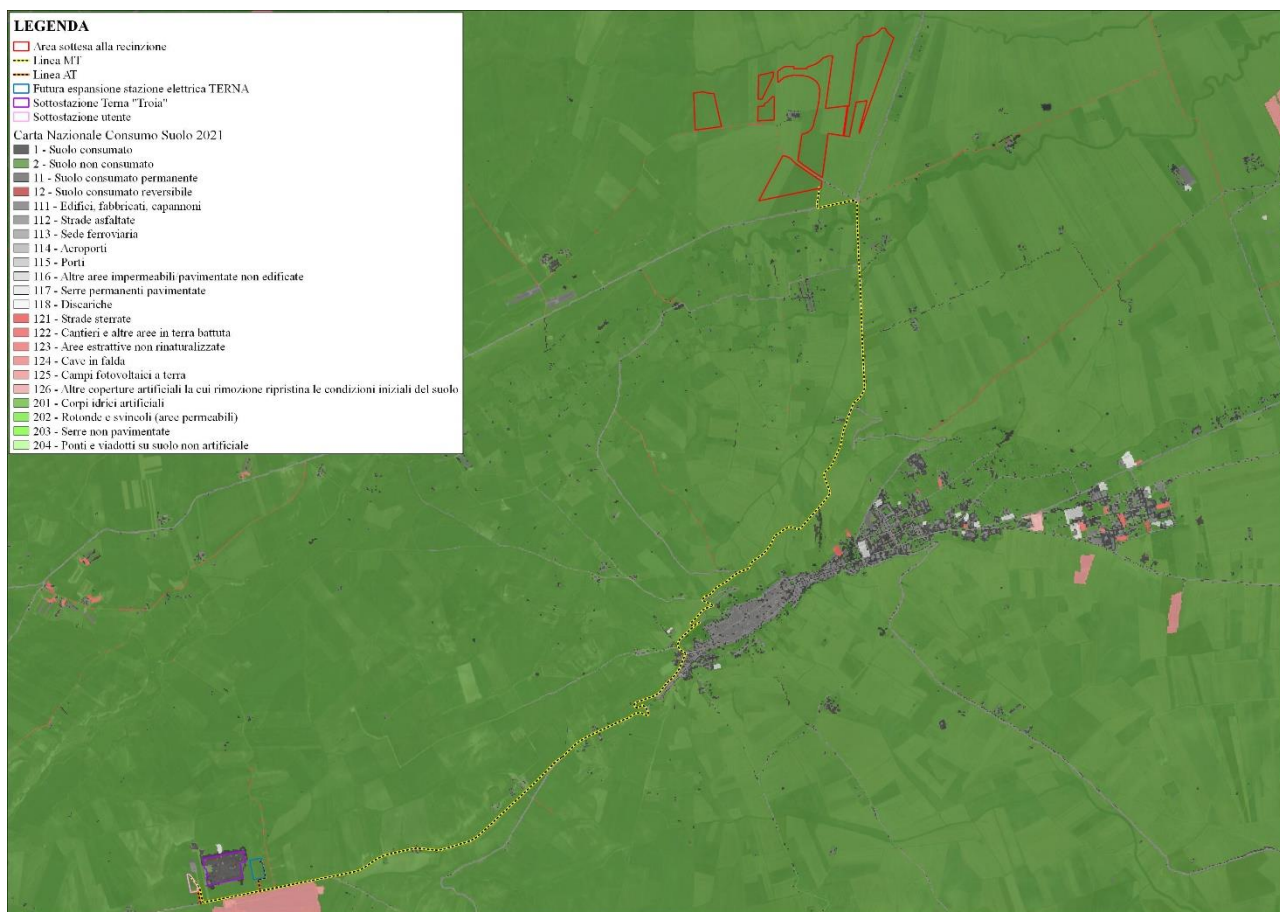 LEGENDA
Area sottesa alla recinzione
Linea MT
Linea AT
Futura espansione stazione elettrica TERNA
Sottostazione Terna "Troia"
Sottostazione utente
Carta Nazionale Consumo Suolo 2021
1 - Suolo consumato
2 - Suolo non consumato
11 - Suolo consumato permanente
12 - Suolo consumato reversibile
111 - Edifici, fabbricati, capannoni
112 - Strade asfaltate
113 - Sede ferroviaria
114 - Aeroporti
115 - Porti
116 - Altre aree impermeabili/pavimentate non edificate
117 - Serre permanenti pavimentate
118 - Discariche
121 - Strade sterrate
122 - Cantieri e altre aree in terra battuta
123 - Aree estrattive non rinaturalizzate
124 - Cave in falda
125 - Campi fotovoltaici a terra
126 - Altre coperture artificiali la cui rimozione ripristina le condizioni iniziali del suolo
201 - Corpi idrici artificiali
202 - Rotonde e svincoli (aree permeabili)
203 - Serre non pavimentate
204 - Ponti e viadotti su suolo non artificiale